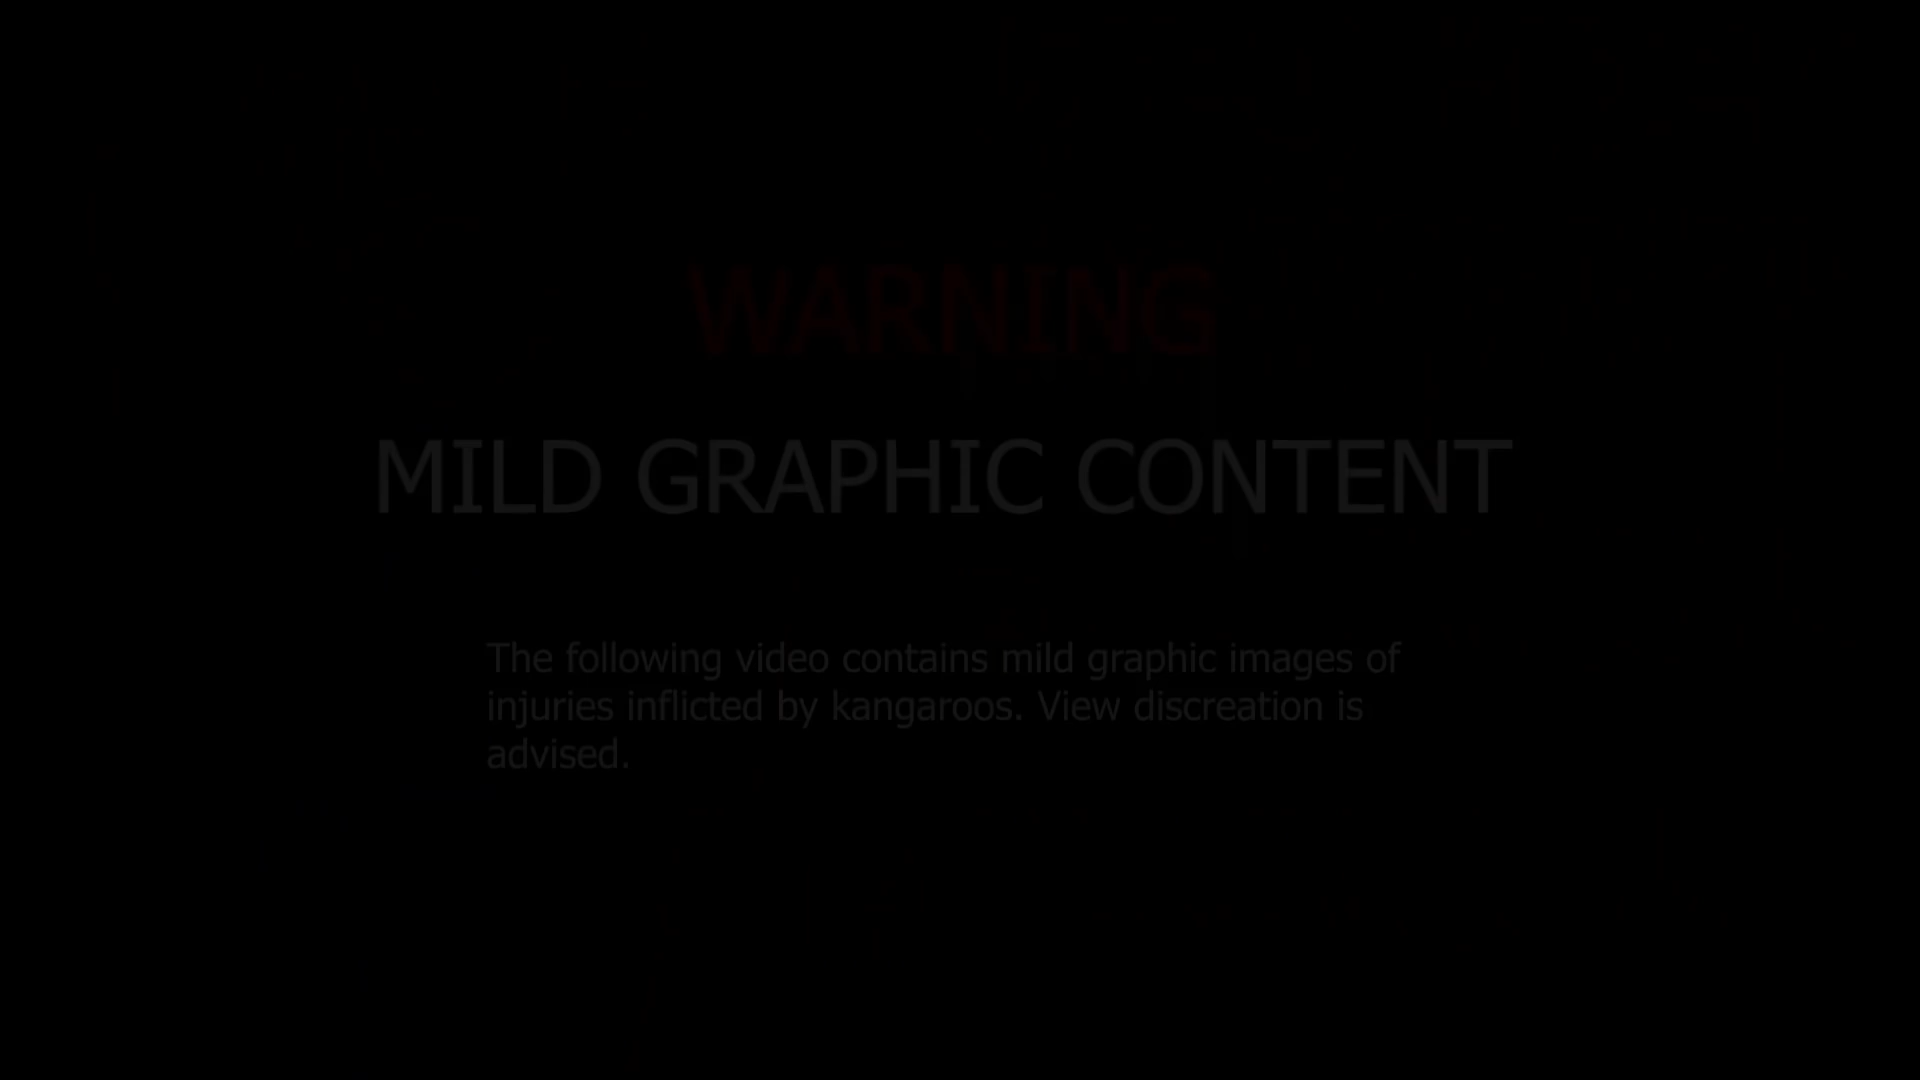 WARNING
MILD GRAPHIC CONTENT
The following video contains mild graphic images of
injuries inflicted by kangaroos. View discreation is
advised.